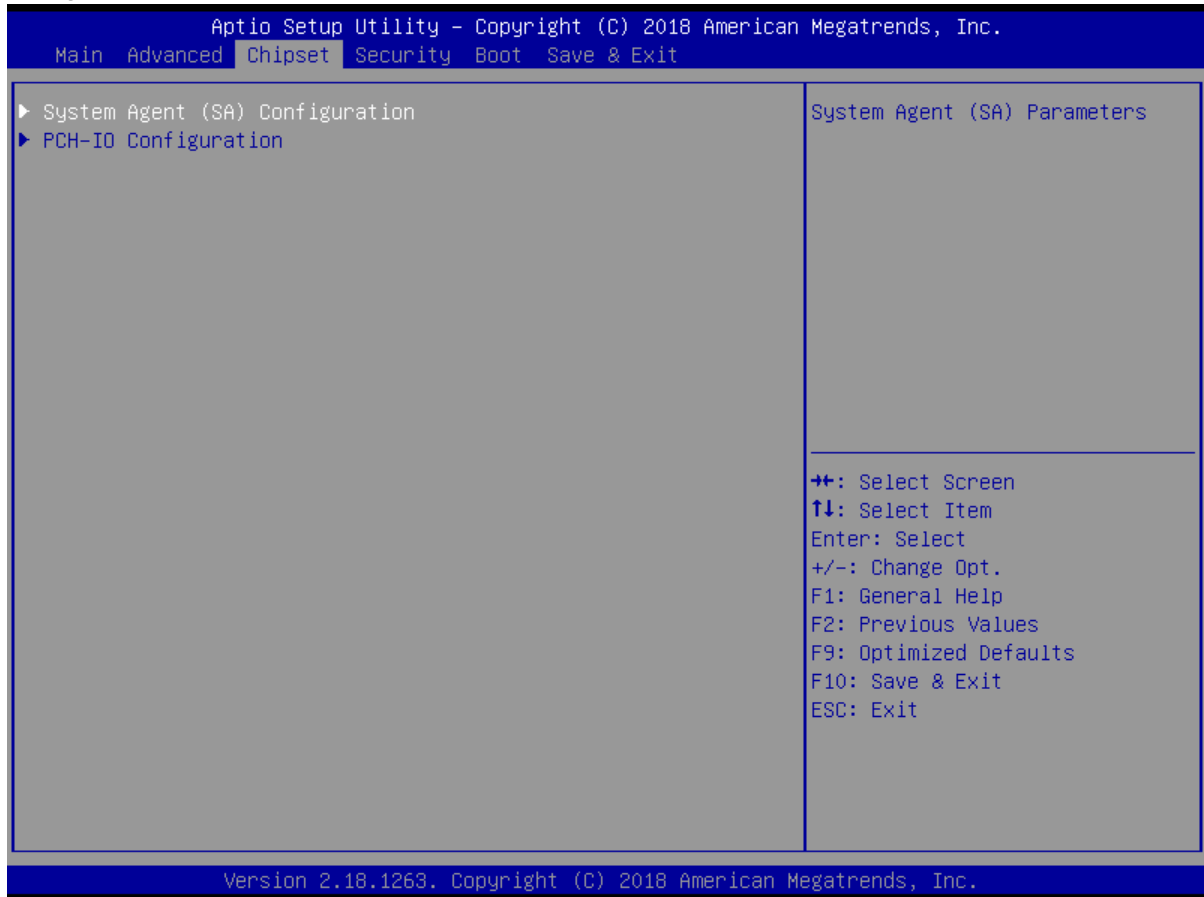 Aptio Setup Utility – Copyright (C) 2018 American Megatrends, Inc.
Main Advanced Chipset Security Boot Save & Exit
▶ System Agent (SA) Configuration
▶ PCH-IO Configuration
System Agent (SA) Parameters
→←: Select Screen
↑↓: Select Item
Enter: Select
+/-: Change Opt.
F1: General Help
F2: Previous Values
F9: Optimized Defaults
F10: Save & Exit
ESC: Exit
Version 2.18.1263. Copyright (C) 2018 American Megatrends, Inc.